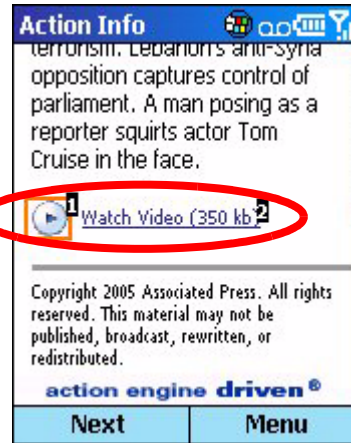 Action Info
terrorism. Lebanon's anti-Syria
opposition captures control of
parliament. A man posing as a
reporter squirts actor Tom
Cruise in the face.
1
Watch Video (350 kb) 2
Copyright 2005 Associated Press. All rights
reserved. This material may not be
published, broadcast, rewritten, or
redistributed.
action engine driven®
Next Menu